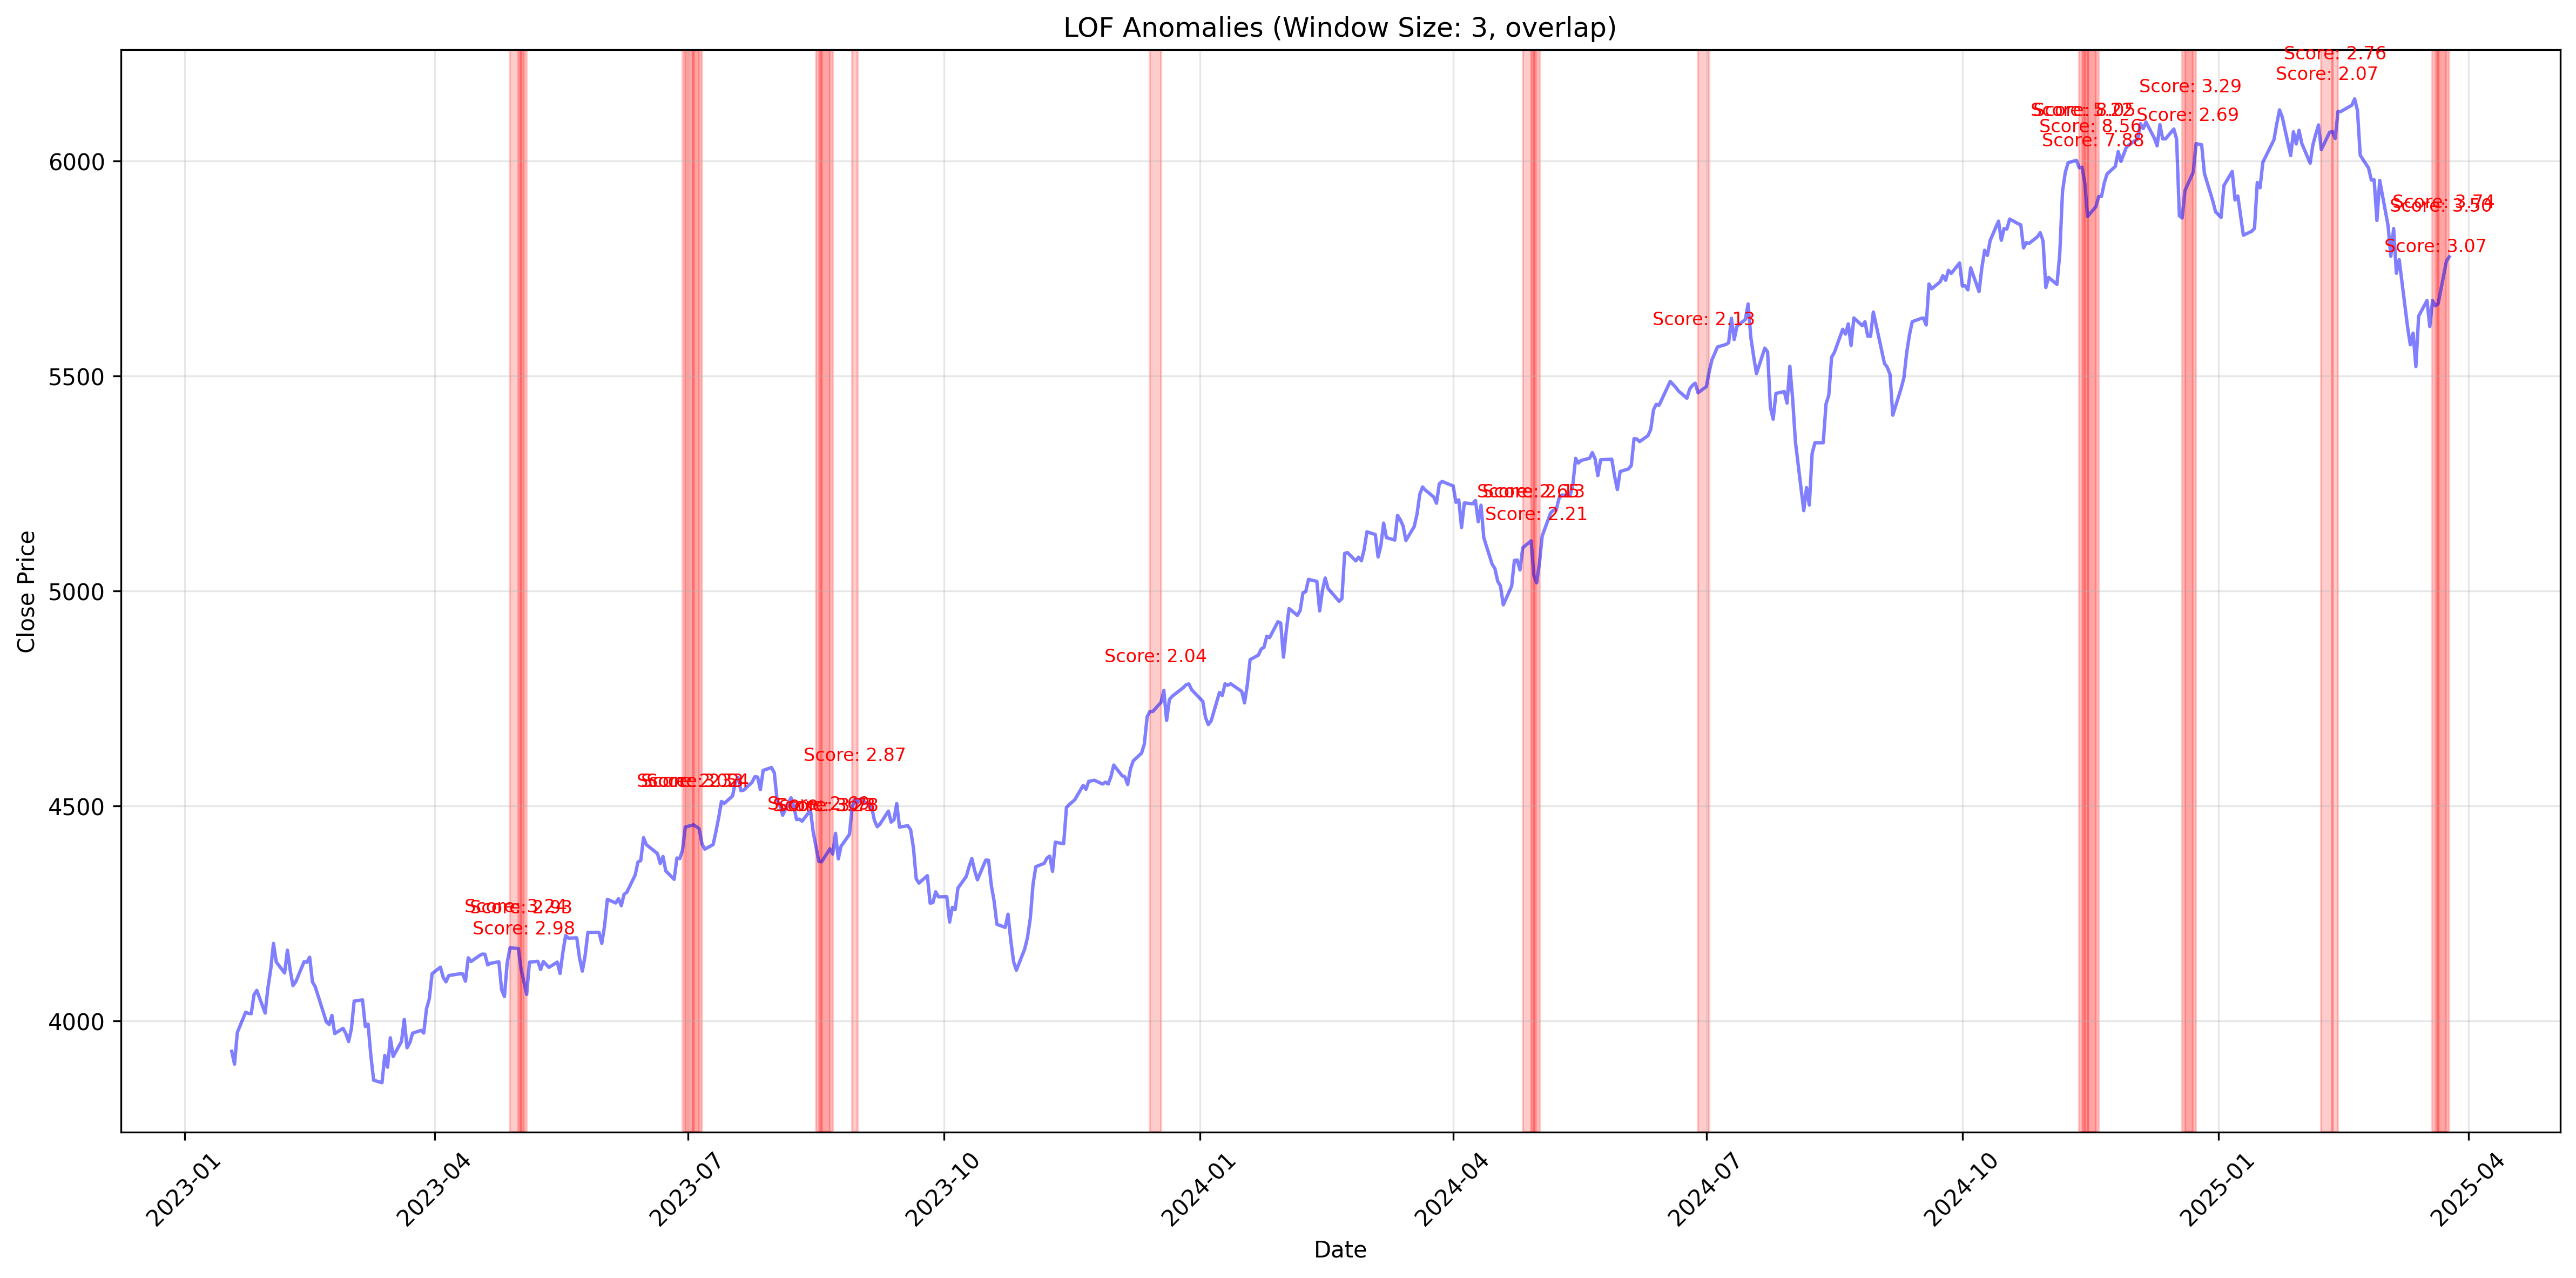 LOF Anomalies (Window Size: 3, overlap)
Score: 2.76
Score: 2.07
Score: 3.29
Score: 2.69
Score: 8.56
Score: 7.88
6000
Score: 3.74
Score: 3.50
Score: 3.07
5500
Score: 2.13
Score: 2.21
5000
Score: 2.04
Score: 2.87
4500
Score: 2.93
Score: 2.98
4000
Close Price
2023-01
2023-04
2023-07
2023-10
2024-01
2024-04
2024-07
2024-10
2025-01
2025-04
Date